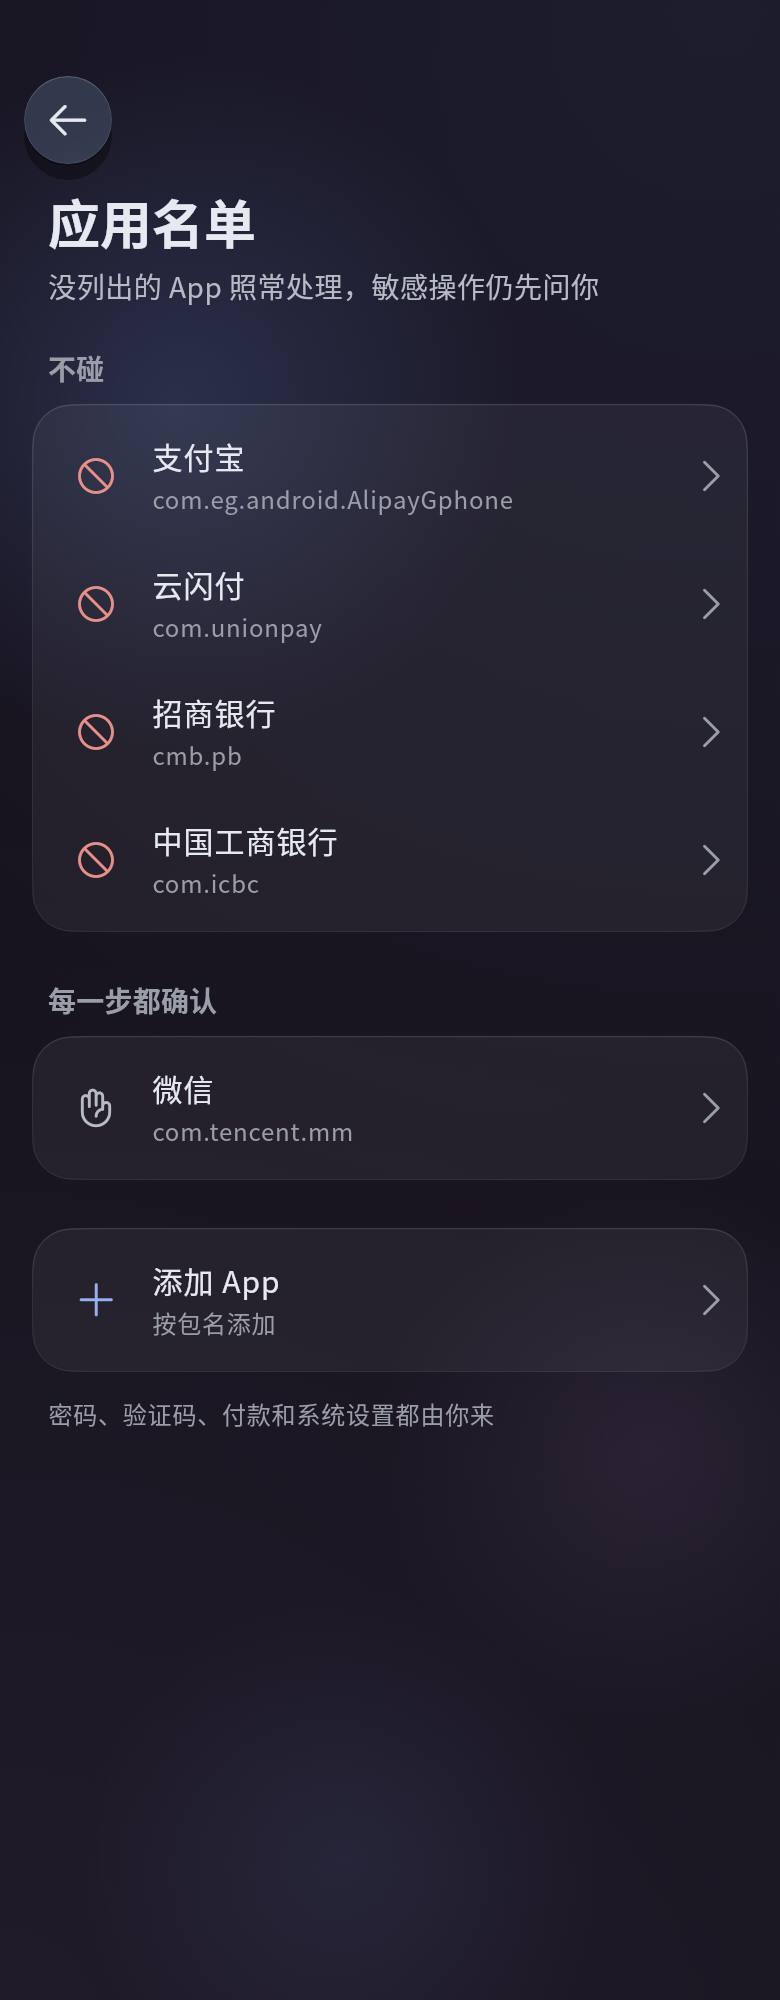 应用名单
没列出的 App 照常处理，敏感操作仍先问你
不碰
支付宝
com.eg.android.AlipayGphone
云闪付
com.unionpay
招商银行
cmb.pb
中国工商银行
com.icbc
每一步都确认
微信
com.tencent.mm
添加 App
按包名添加
密码、验证码、付款和系统设置都由你来